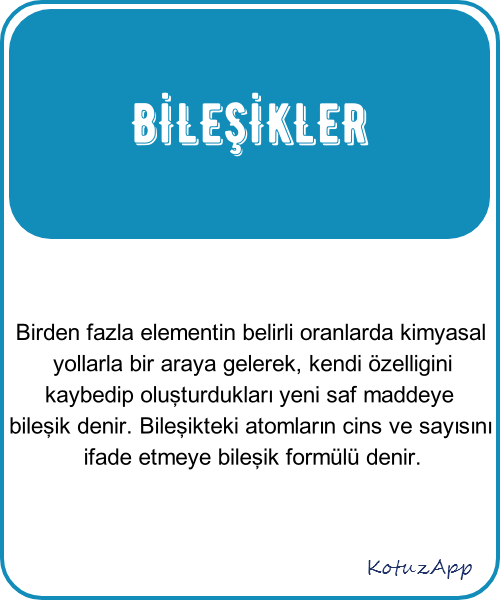 BİLEŞİKLER
Birden fazla elementin belirli oranlarda kimyasal
yollarla bir araya gelerek, kendi özelligini
kaybedip oluşturdukları yeni saf maddeye
bileşik denir. Bileşikteki atomların cins ve sayısını
ifade etmeye bileşik formülü denir.
KotuzApp